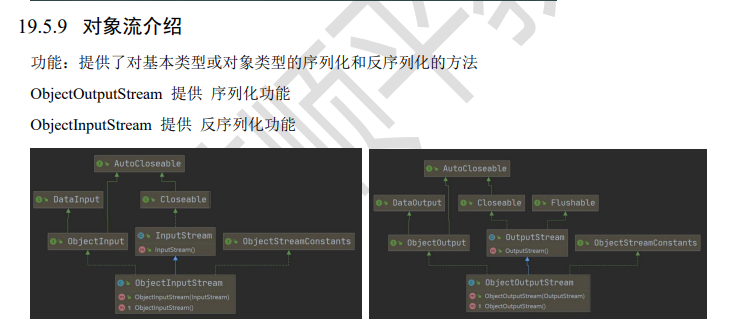 19.5.9 对象流介绍
功能：提供了对基本类型或对象类型的序列化和反序列化的方法
ObjectOutputStream 提供 序列化功能
ObjectInputStream 提供 反序列化功能
AutoCloseable
DataInput
Closeable
ObjectInput
InputStream
InputStream()
ObjectStreamConstants
ObjectInputStream
ObjectInputStream(InputStream)
ObjectInputStream()
AutoCloseable
DataOutput
Closeable
Flushable
ObjectOutput
OutputStream
OutputStream()
ObjectStreamConstants
ObjectOutputStream
ObjectOutputStream(OutputStream)
ObjectOutputStream()